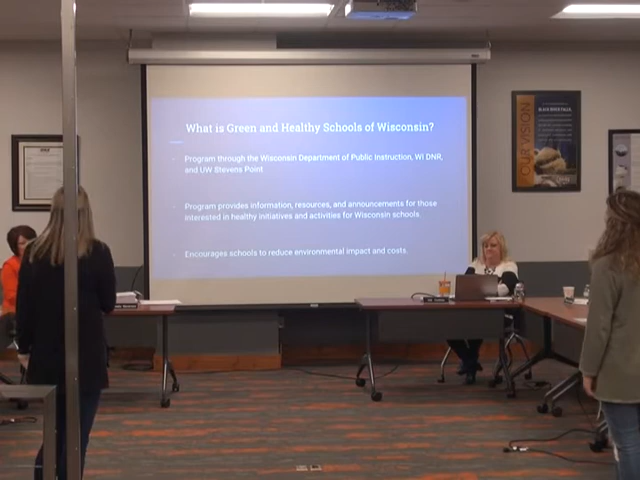 What is Green and Healthy Schools of Wisconsin?
Program through the Wisconsin Department of Public Instruction, WI DNR,
and UW Stevens Point
Program provides information, resources, and announcements for those
interested in healthy initiatives and activities for Wisconsin schools.
Encourages schools to reduce environmental impact and costs.
OUR VISION